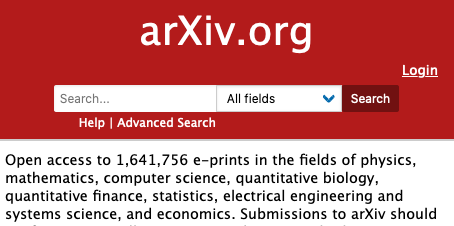 arXiv.org
Login
Search... All fields Search
Help | Advanced Search
Open access to 1,641,756 e-prints in the fields of physics,
mathematics, computer science, quantitative biology,
quantitative finance, statistics, electrical engineering and
systems science, and economics. Submissions to arXiv should